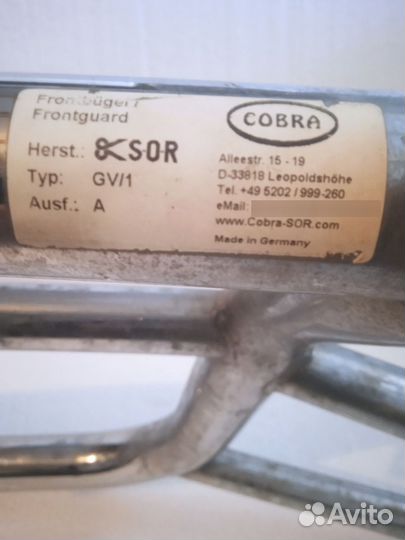 Frontbügel /
Frontguard
Herst.: SOR
Typ: GV/1
Ausf.: A
COBRA
Alleestr. 15 - 19
D-33818 Leopoldshöhe
Tel. +49 5202 / 999-260
eMail:
www.Cobra-SOR.com
Made in Germany
Avito